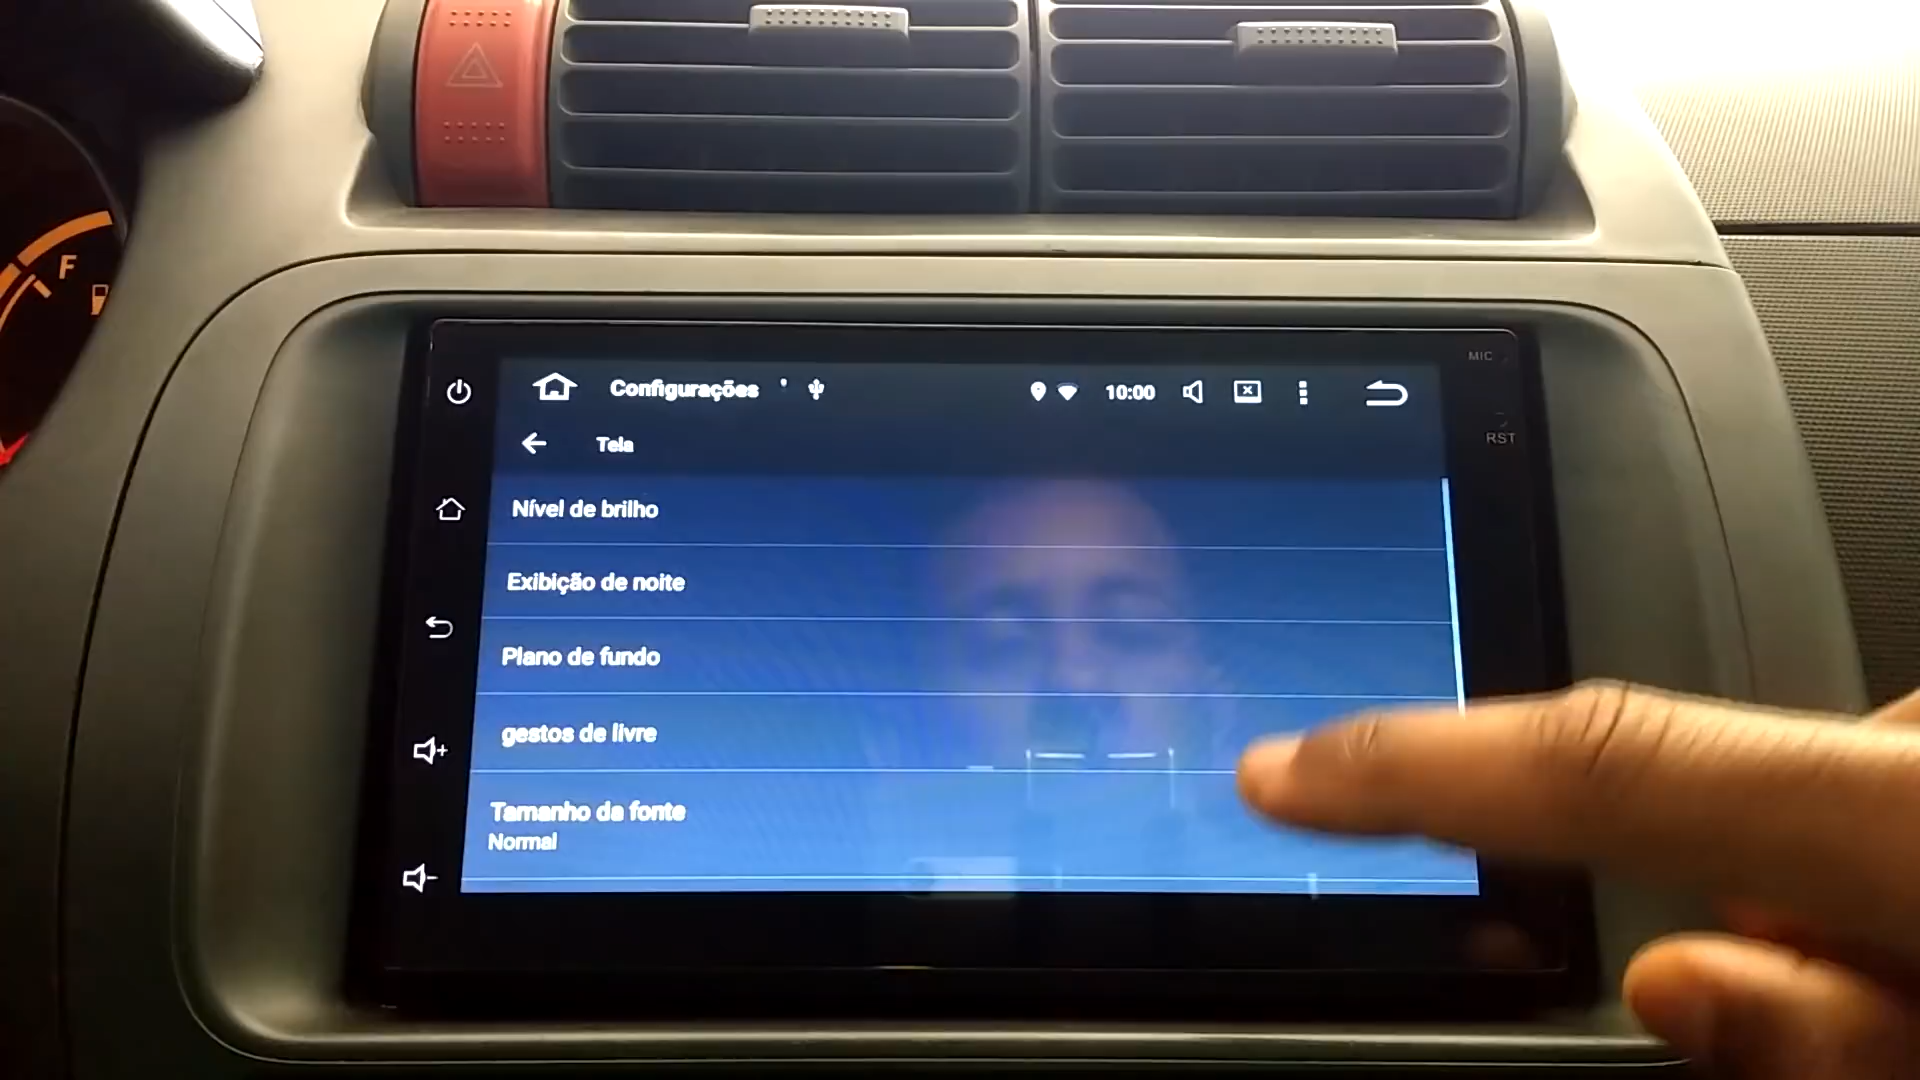 F
MIC
Configurações
10:00
RST
Tela
Nível de brilho
Exibição de noite
Plano de fundo
gestos de livre
Tamanho da fonte
Normal